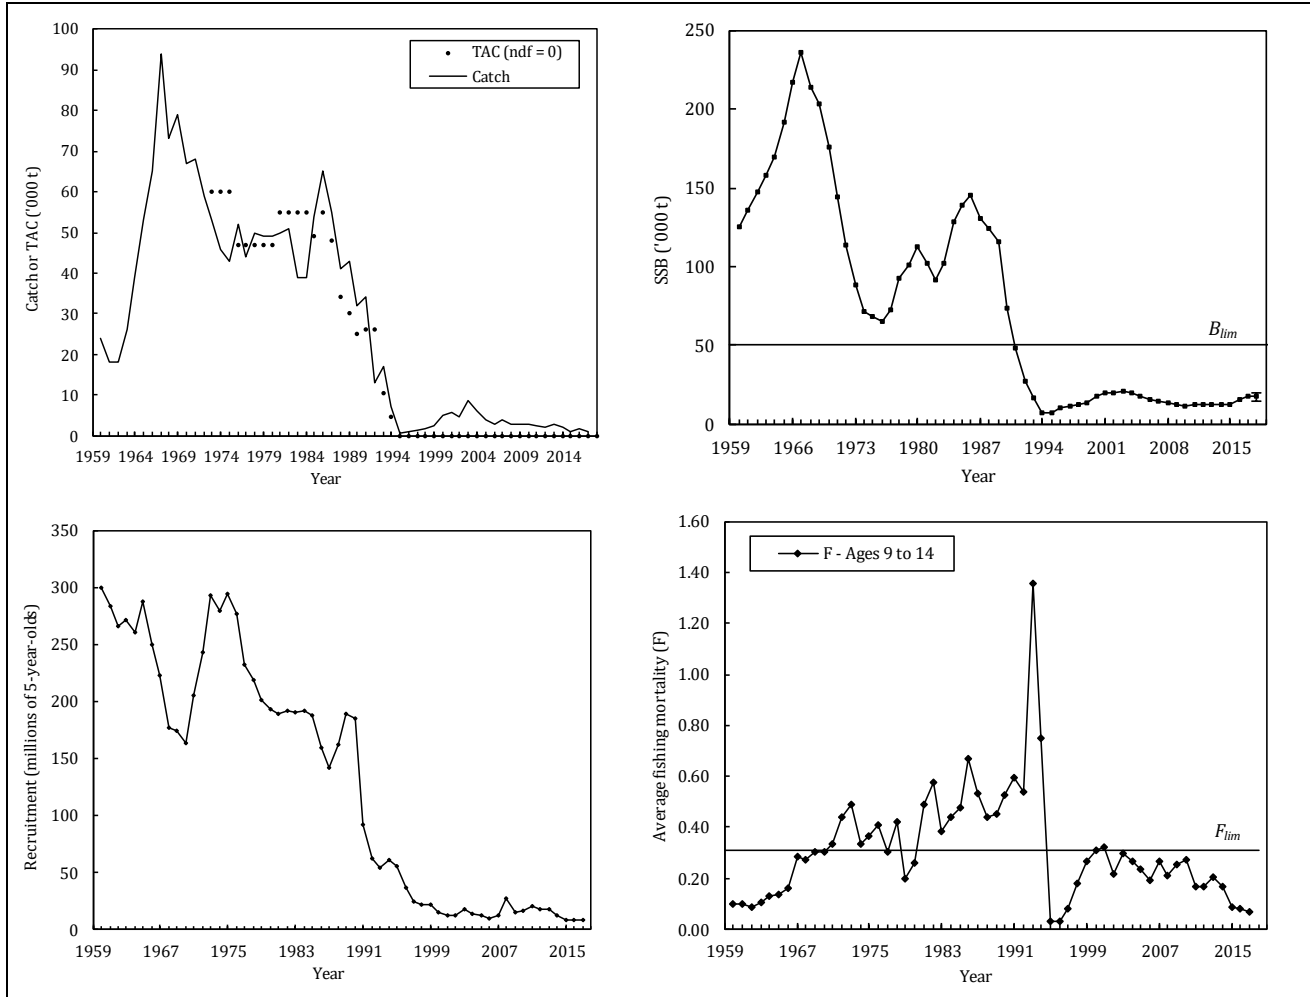 100
90
80
70
60
50
40
30
20
10
0
1959 1964 1969 1974 1979 1984 1989 1994 1999 2004 2009 2014
Year
Catch or TAC ('000 t)
TAC (ndf = 0)
Catch
250
200
150
100
50
0
1959 1966 1973 1980 1987 1994 2001 2008 2015
Year
SSB ('000 t)
Blim
350
300
250
200
150
100
50
0
1959 1967 1975 1983 1991 1999 2007 2015
Year
Recruitment (millions of 5-year-olds)
1.60
1.40
1.20
1.00
0.80
0.60
0.40
0.20
0.00
1959 1967 1975 1983 1991 1999 2007 2015
Year
Average fishing mortality (F)
F - Ages 9 to 14
Flim